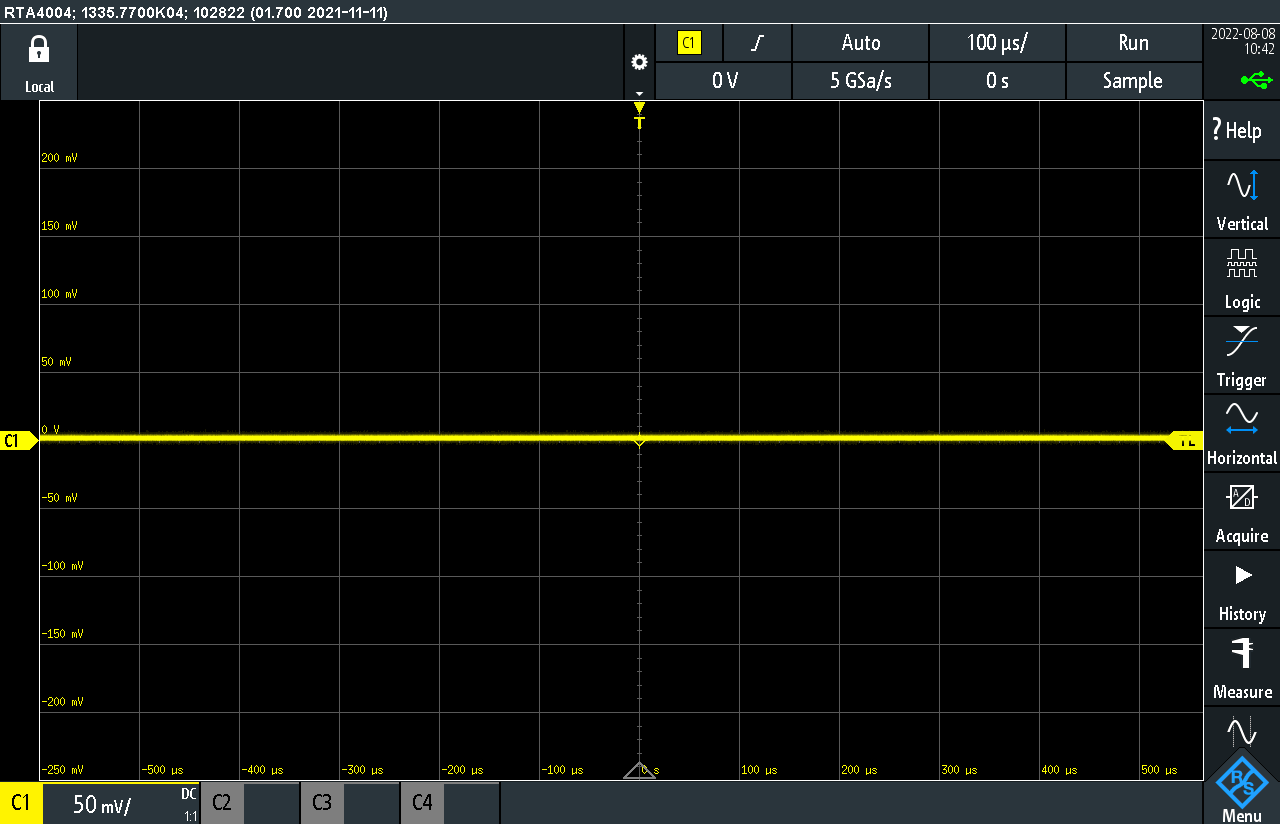 RTA4004; 1335.7700K04; 102822 (01.700 2021-11-11)
Local
C1 Auto 100 µs/ Run
0 V 5 GSa/s 0 s Sample
2022-08-08
10:42
T
200 mV
150 mV
100 mV
50 mV
0 V
C1
TL
-50 mV
-100 mV
-150 mV
-200 mV
-250 mV -500 µs -400 µs -300 µs -200 µs -100 µs 0 s 100 µs 200 µs 300 µs 400 µs 500 µs
? Help
Vertical
Logic
Trigger
Horizontal
A/D
Acquire
History
Measure
R&S
Menu
C1 50 mV/ DC 1:1 C2 C3 C4